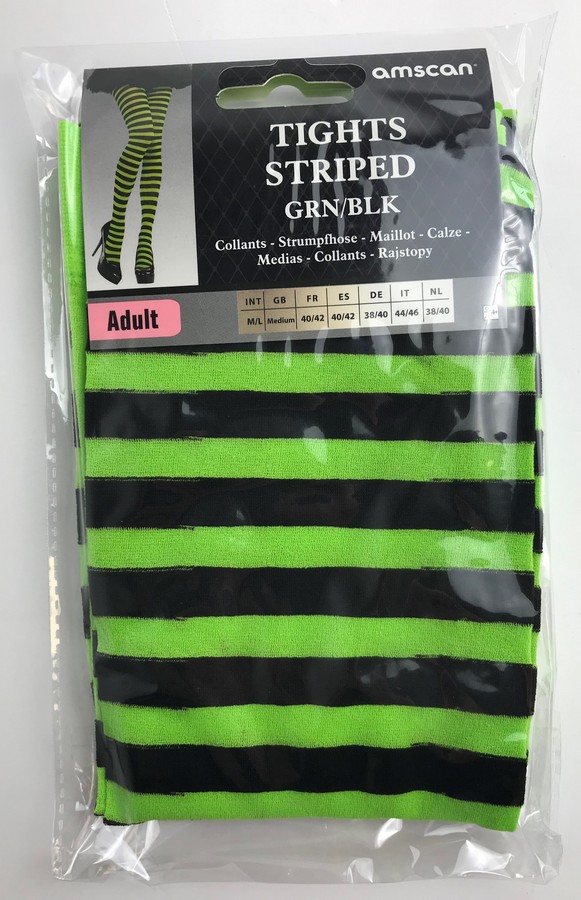 amscan
TIGHTS
STRIPED
GRN/BLK
Collants - Strumpfhose - Maillot - Calze -
Medias - Collants - Rajstopy
Adult
INT GB FR ES DE IT NL
M/L Medium 40/42 40/42 38/40 44/46 38/40